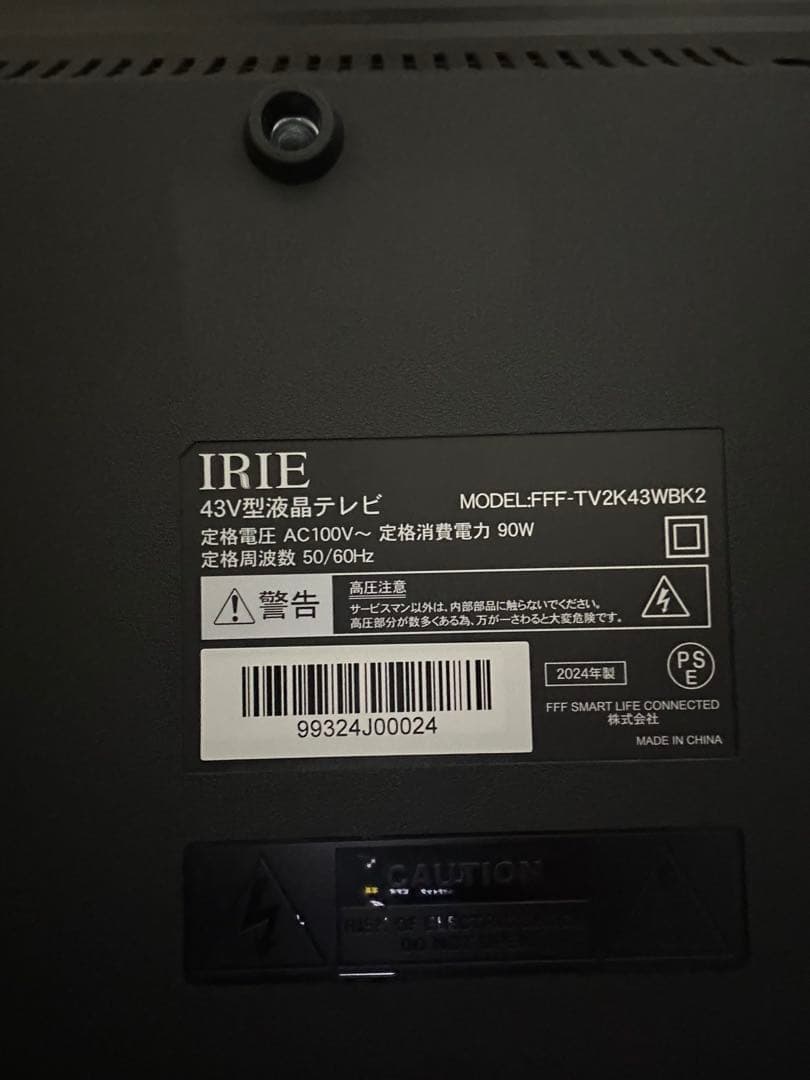 IRIE
43V型液晶テレビ
MODEL:FFF-TV2K43WBK2
定格電圧 AC100V～ 定格消費電力 90W
定格周波数 50/60Hz
警告
高圧注意
サービスマン以外は、内部部品に触らないでください。
高圧部分が数多くある為、万が一さわると大変危険です。
99324J00024
2024年製
PS
E
FFF SMART LIFE CONNECTED
株式会社
MADE IN CHINA
CAUTION